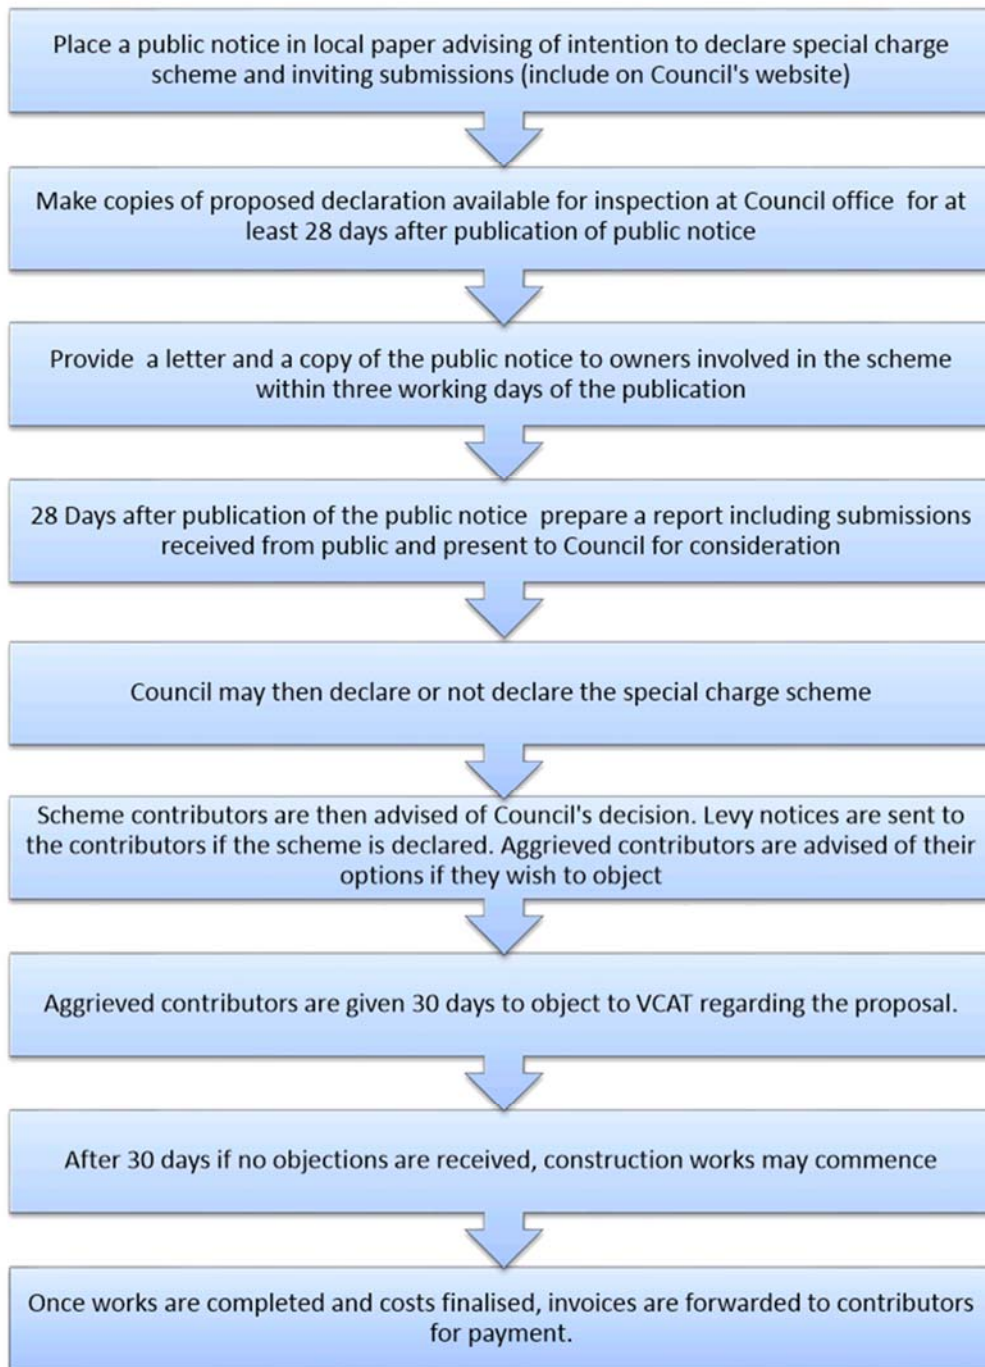 Place a public notice in local paper advising of intention to declare special charge
scheme and inviting submissions (include on Council's website)
Make copies of proposed declaration available for inspection at Council office for at
least 28 days after publication of public notice
Provide a letter and a copy of the public notice to owners involved in the scheme
within three working days of the publication
28 Days after publication of the public notice prepare a report including submissions
received from public and present to Council for consideration
Council may then declare or not declare the special charge scheme
Scheme contributors are then advised of Council's decision. Levy notices are sent to
the contributors if the scheme is declared. Aggrieved contributors are advised of their
options if they wish to object
Aggrieved contributors are given 30 days to object to VCAT regarding the proposal.
After 30 days if no objections are received, construction works may commence
Once works are completed and costs finalised, invoices are forwarded to contributors
for payment.